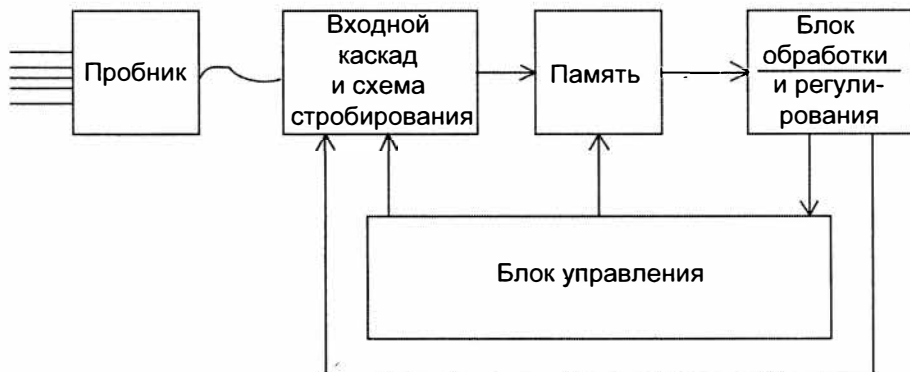 Пробник
Входной
каскад
и схема
стробирования
Память
Блок
обработки
и регули-
рования
Блок управления